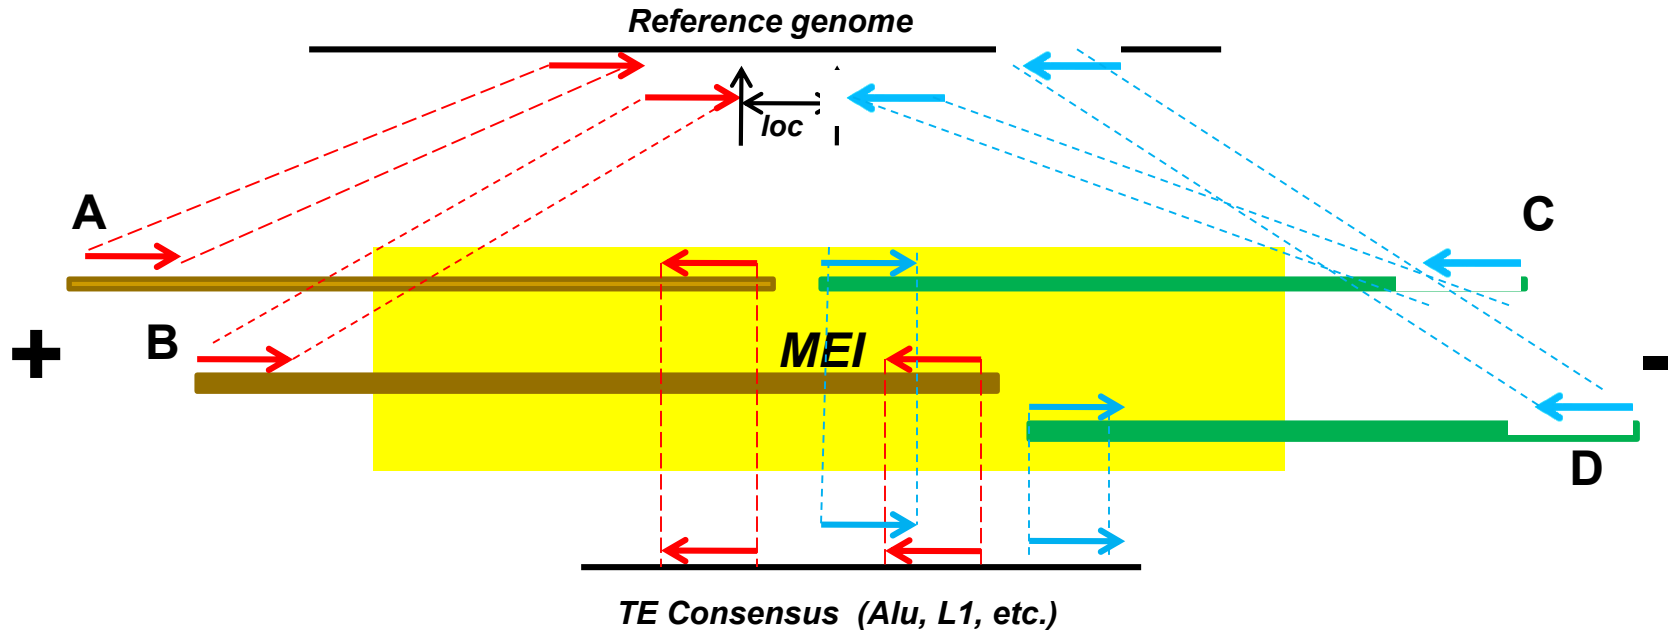 Reference genome
loc
A
C
+
B
MEI
-
D
TE Consensus (Alu, L1, etc.)